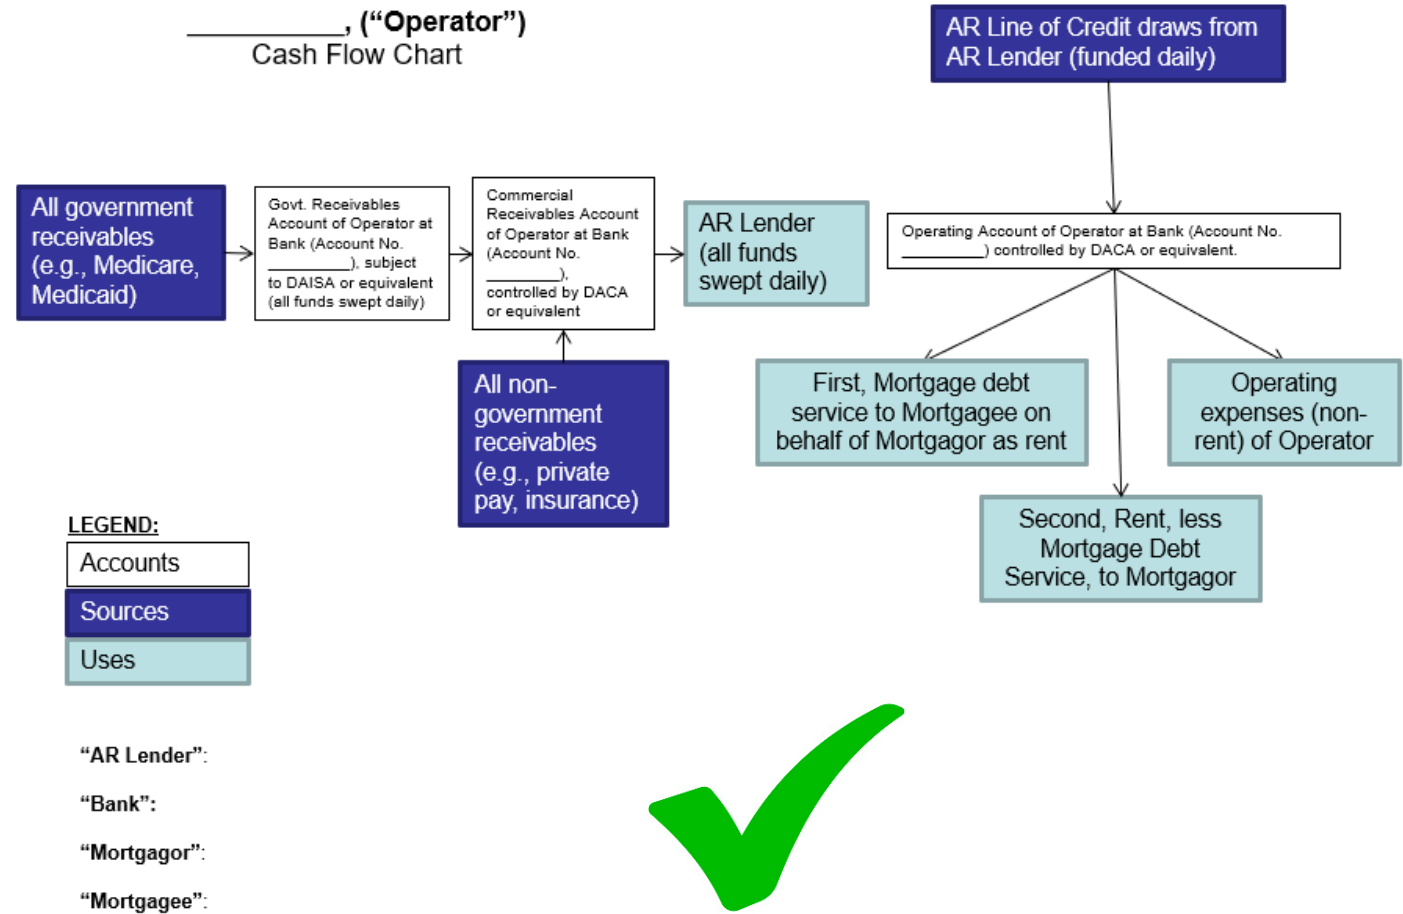 __________, (“Operator”)
Cash Flow Chart
AR Line of Credit draws from
AR Lender (funded daily)
All government
receivables
(e.g., Medicare,
Medicaid)
Govt. Receivables
Account of Operator at
Bank (Account No.
__________), subject
to DAISA or equivalent
(all funds swept daily)
Commercial
Receivables Account
of Operator at Bank
(Account No.
_________),
controlled by DACA
or equivalent
AR Lender
(all funds
swept daily)
All non-
government
receivables
(e.g., private
pay, insurance)
Operating Account of Operator at Bank (Account No.
__________) controlled by DACA or equivalent.
First, Mortgage debt
service to Mortgagee on
behalf of Mortgagor as rent
Operating
expenses (non-
rent) of Operator
Second, Rent, less
Mortgage Debt
Service, to Mortgagor
LEGEND:
Accounts
Sources
Uses
“AR Lender”:
“Bank”:
“Mortgagor”:
“Mortgagee”: